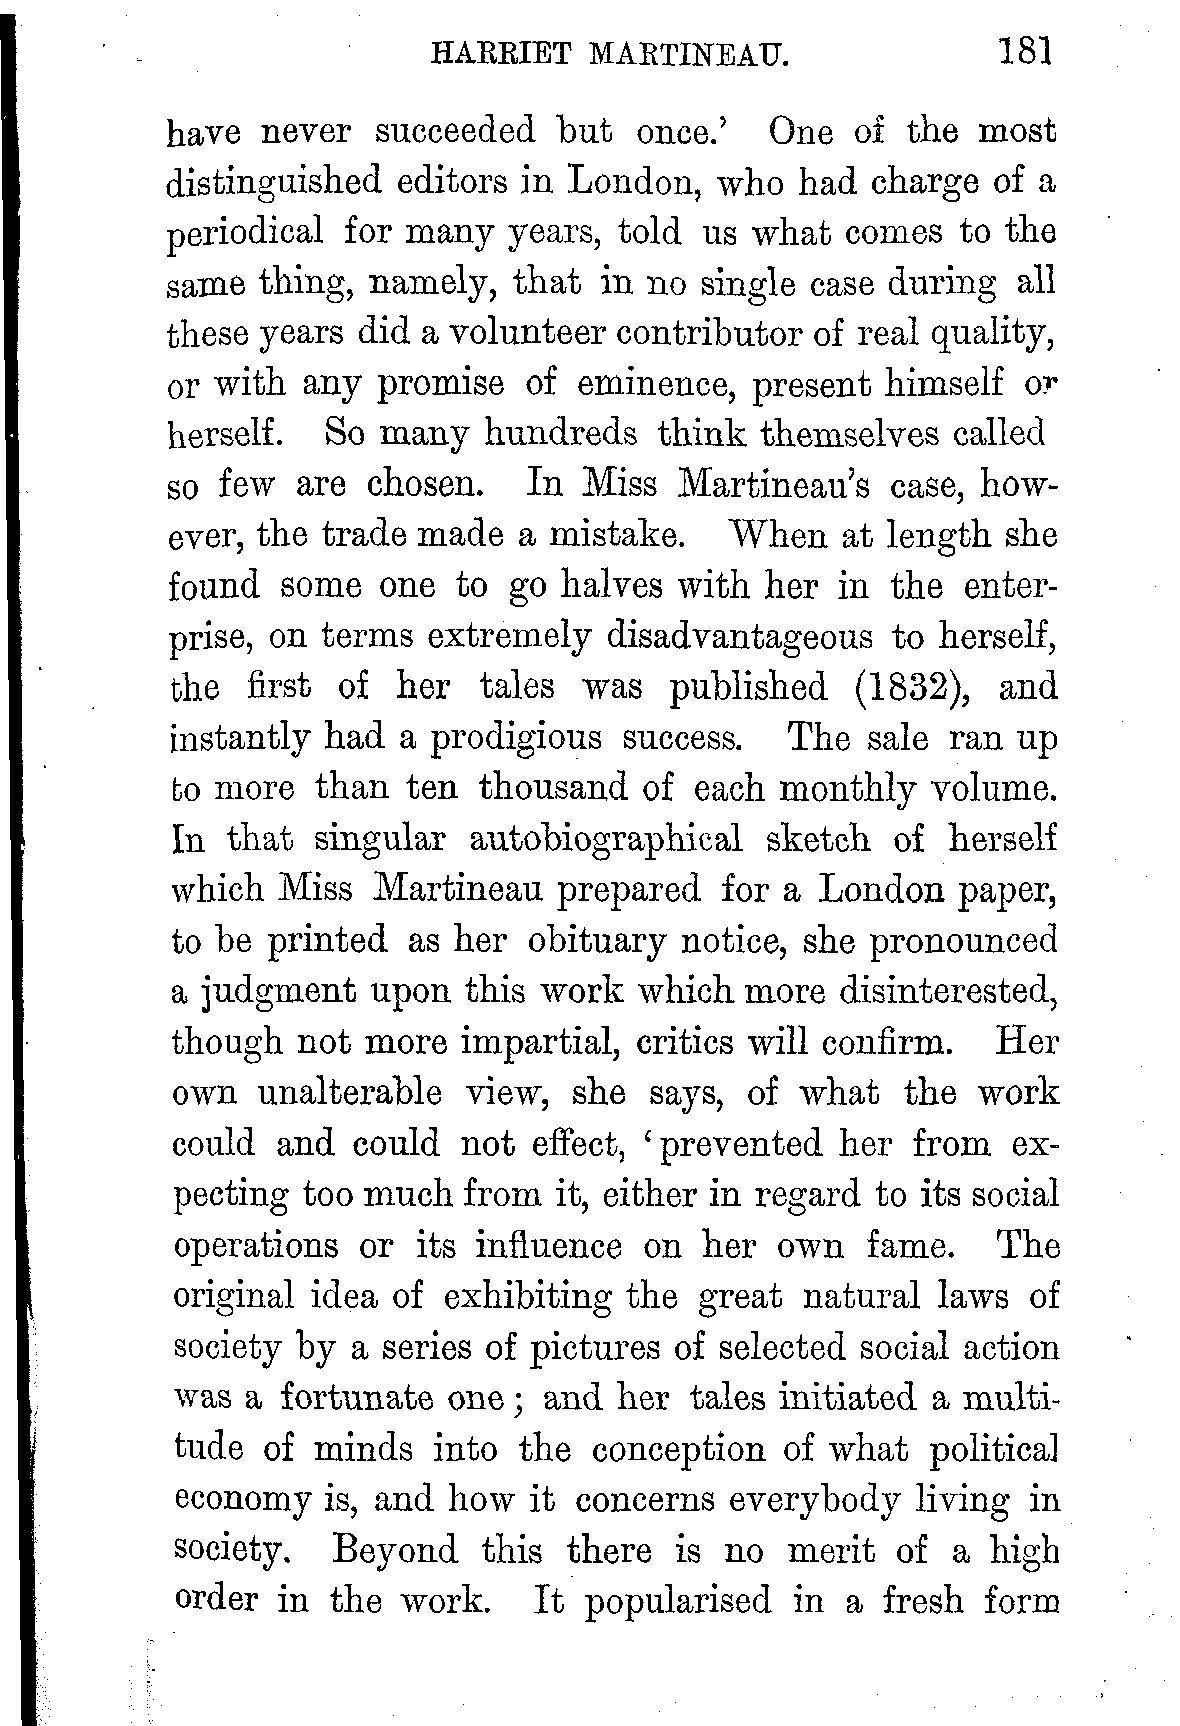 HARRIET MARTINEAU. 181
have never succeeded but once.’ One of the most
distinguished editors in London, who had charge of a
periodical for many years, told us what comes to the
same thing, namely, that in no single case during all
these years did a volunteer contributor of real quality,
or with any promise of eminence, present himself or
herself. So many hundreds think themselves called
so few are chosen. In Miss Martineau’s case, how-
ever, the trade made a mistake. When at length she
found some one to go halves with her in the enter-
prise, on terms extremely disadvantageous to herself,
the first of her tales was published (1832), and
instantly had a prodigious success. The sale ran up
to more than ten thousand of each monthly volume.
In that singular autobiographical sketch of herself
which Miss Martineau prepared for a London paper,
to be printed as her obituary notice, she pronounced
a judgment upon this work which more disinterested,
though not more impartial, critics will confirm. Her
own unalterable view, she says, of what the work
could and could not effect, ‘prevented her from ex-
pecting too much from it, either in regard to its social
operations or its influence on her own fame. The
original idea of exhibiting the great natural laws of
society by a series of pictures of selected social action
was a fortunate one; and her tales initiated a multi-
tude of minds into the conception of what political
economy is, and how it concerns everybody living in
society. Beyond this there is no merit of a high
order in the work. It popularised in a fresh form